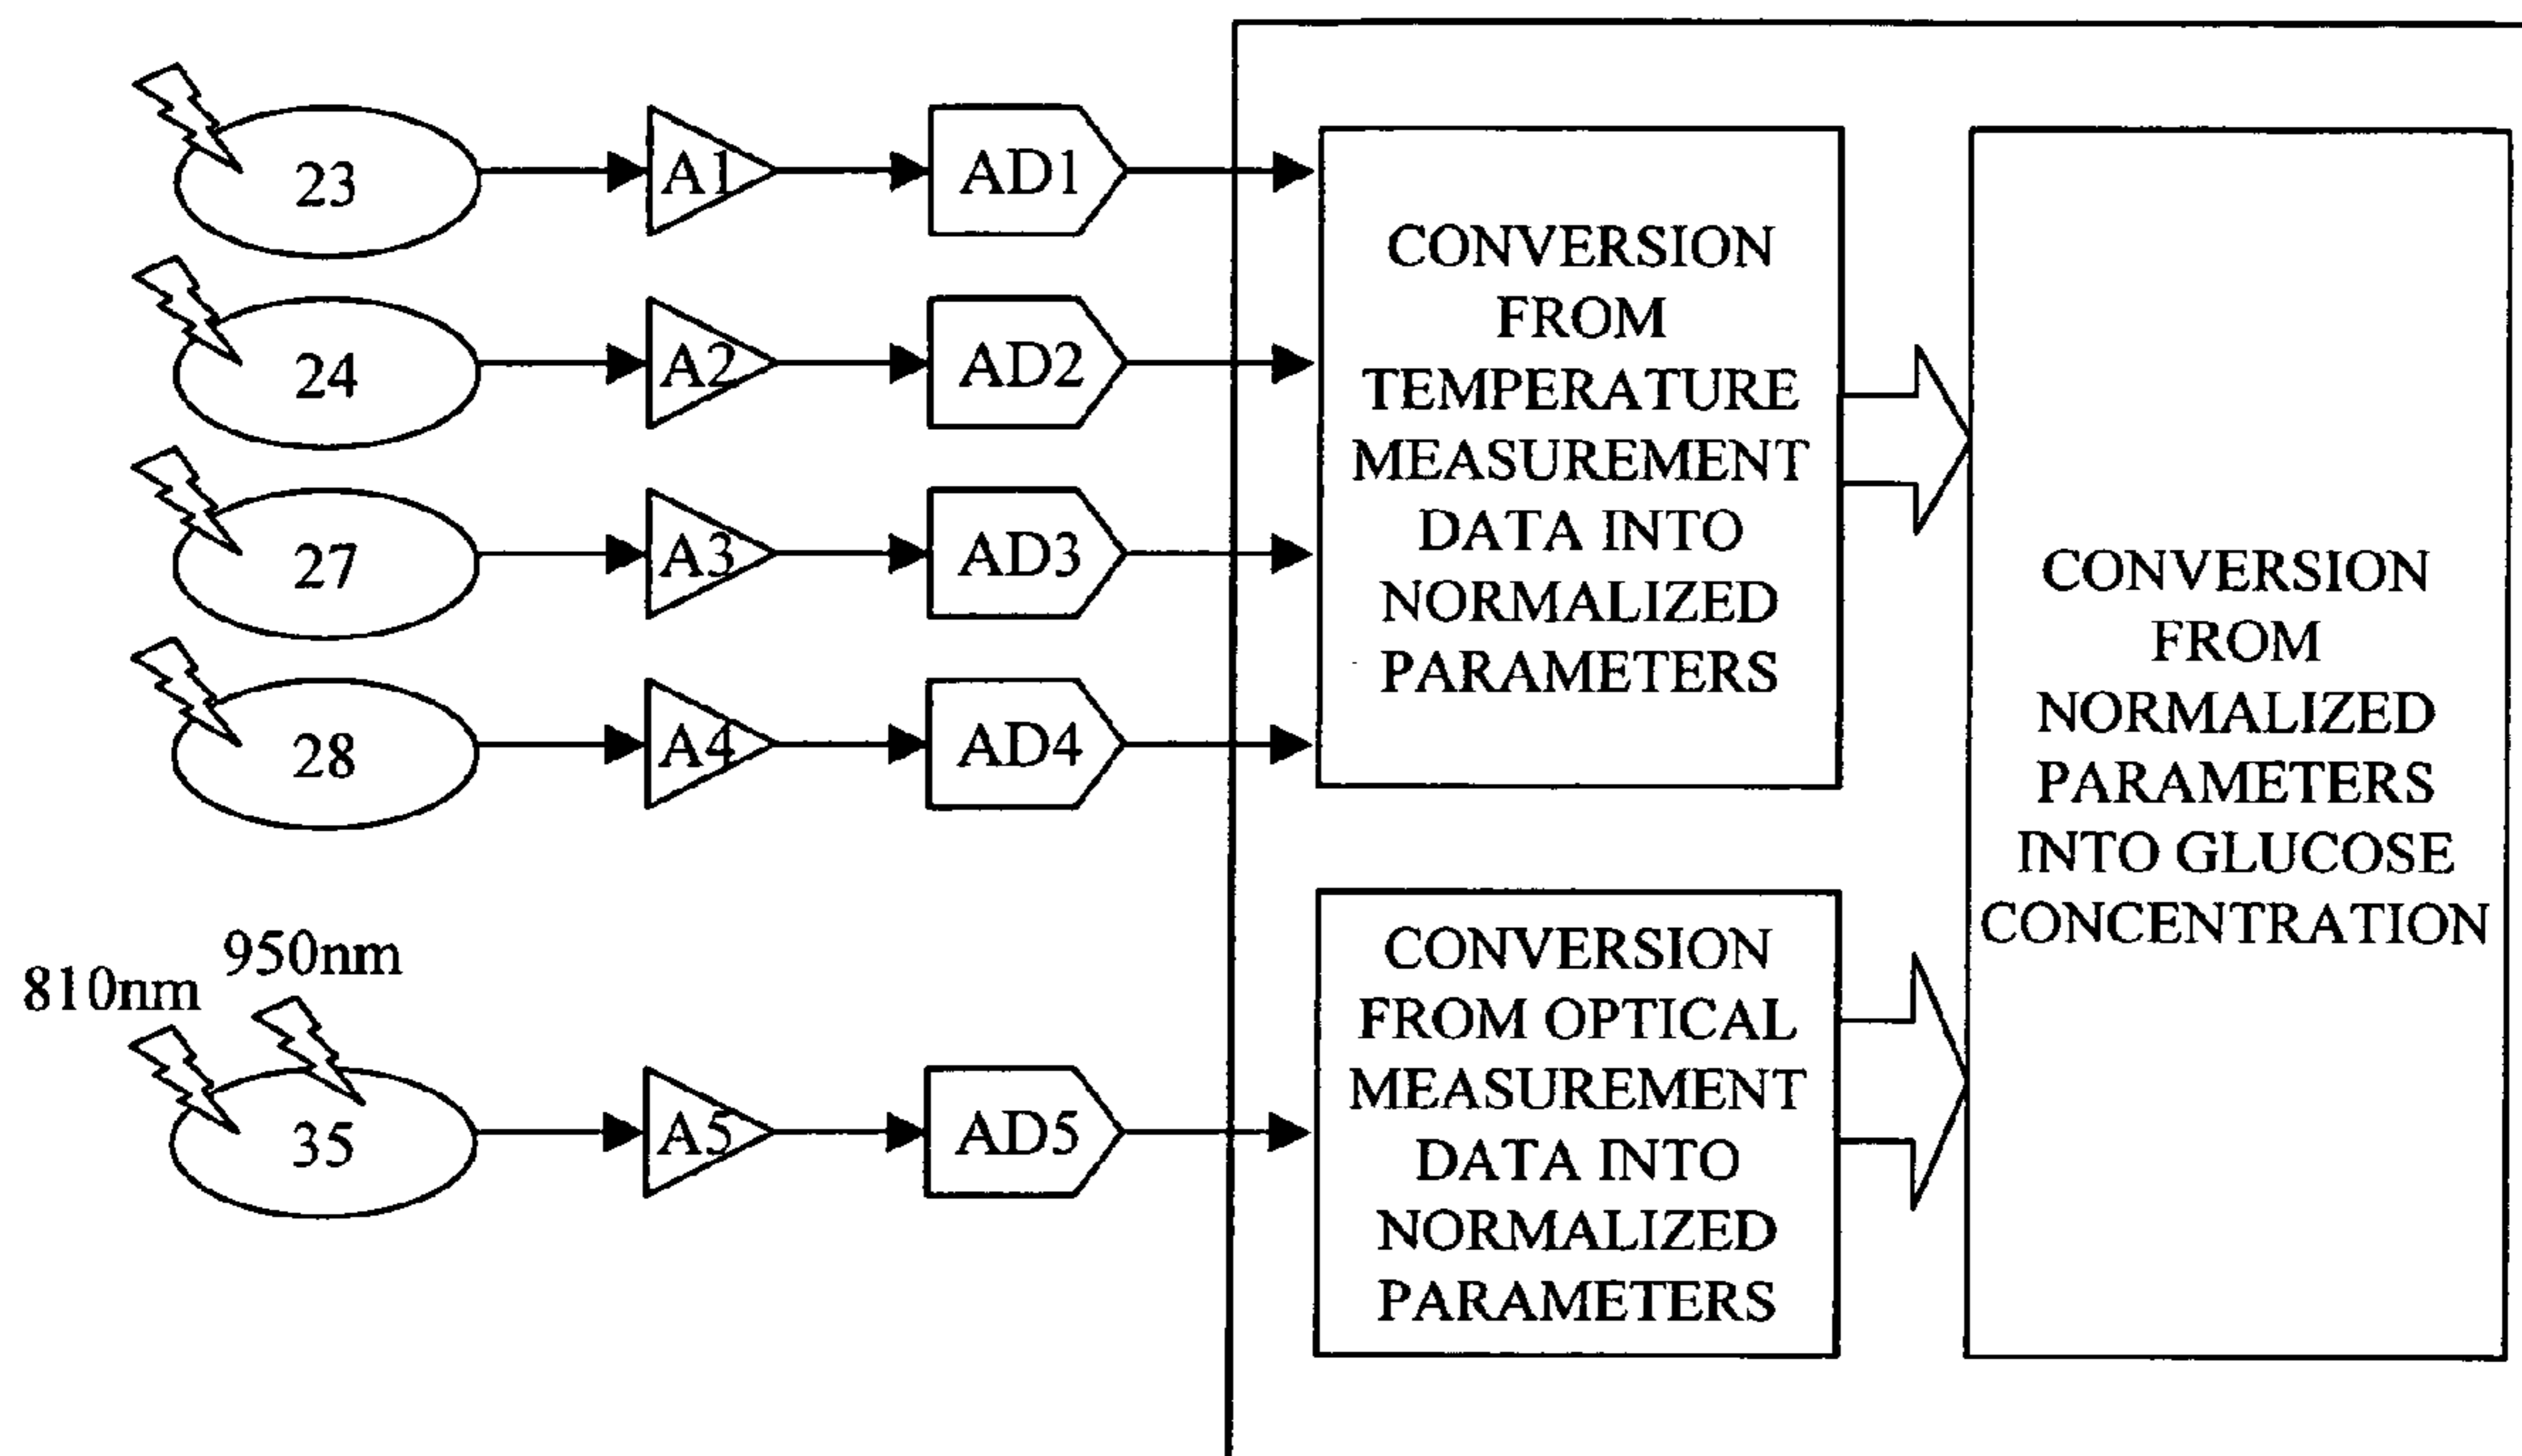 23 A1 AD1
24 A2 AD2
27 A3 AD3
28 A4 AD4
CONVERSION
FROM
TEMPERATURE
MEASUREMENT
DATA INTO
NORMALIZED
PARAMETERS
810nm 950nm
35 A5 AD5
CONVERSION
FROM OPTICAL
MEASUREMENT
DATA INTO
NORMALIZED
PARAMETERS
CONVERSION
FROM
NORMALIZED
PARAMETERS
INTO GLUCOSE
CONCENTRATION